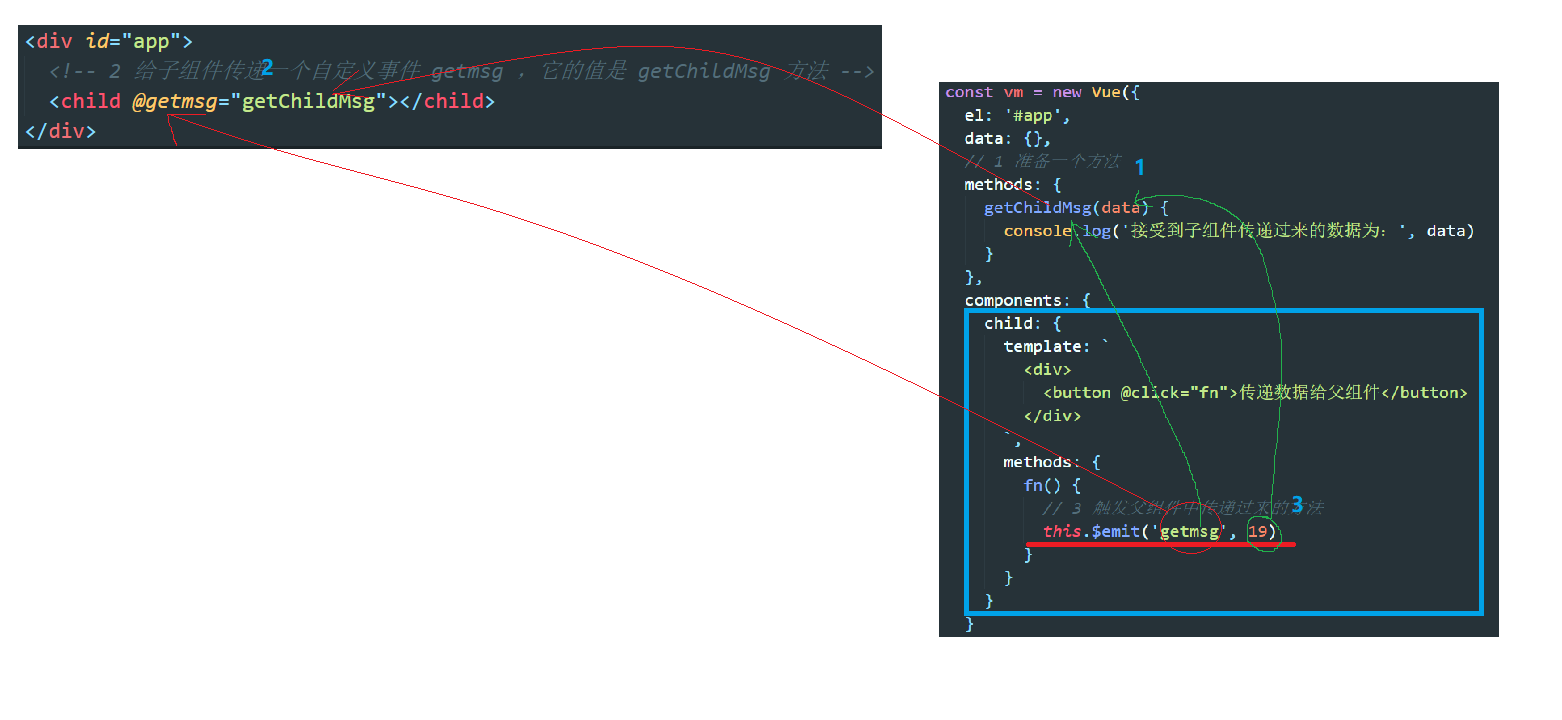 <div id="app">
<!-- 2 给子组件传递一个自定义事件 getmsg ，它的值是 getChildMsg 方法 -->
2
<child @getmsg="getChildMsg"></child>
</div>
const vm = new Vue({
el: '#app',
data: {},
// 1 准备一个方法
1
methods: {
getChildMsg(data) {
console.log('接受到子组件传递过来的数据为：', data)
}
},
components: {
child: {
template: `
<div>
<button @click="fn">传递数据给父组件</button>
</div>
`,
methods: {
fn() {
// 3 触发父组件中传递过来的方法
3
this.$emit('getmsg', 19)
}
}
}
}